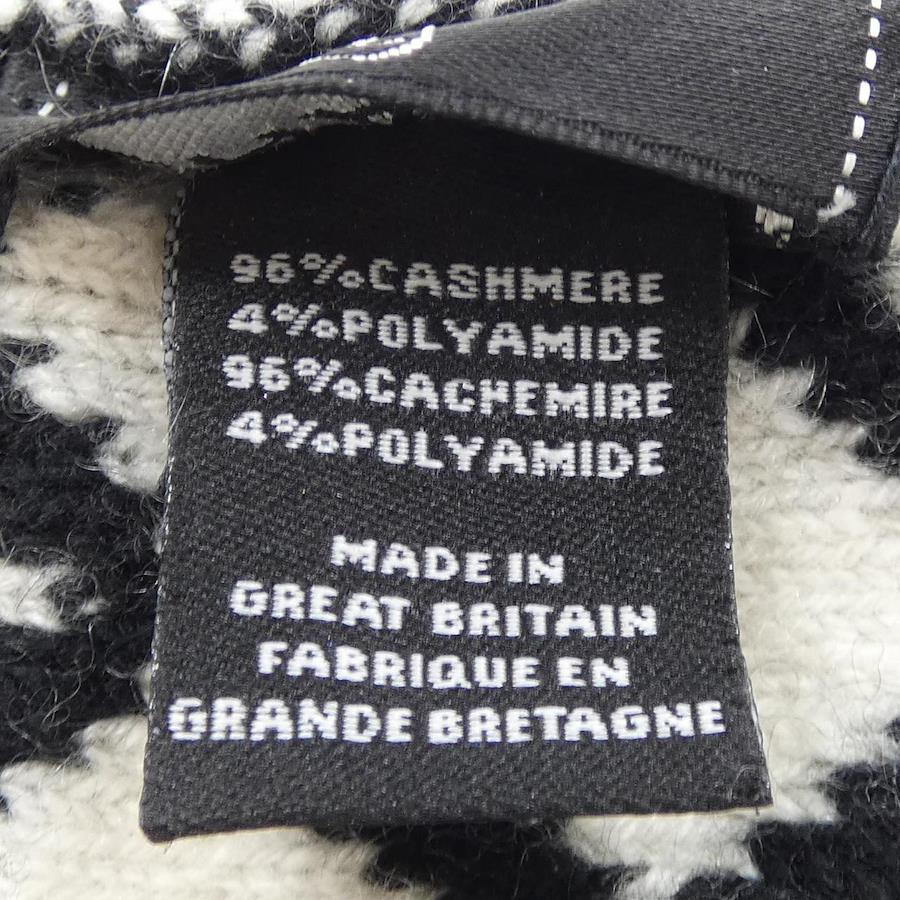 96%CASHMERE
4%POLYAMIDE
96%CACHEMIRE
4%POLYAMIDE
MADE IN
GREAT BRITAIN
FABRIQUE EN
GRANDE BRETAGNE